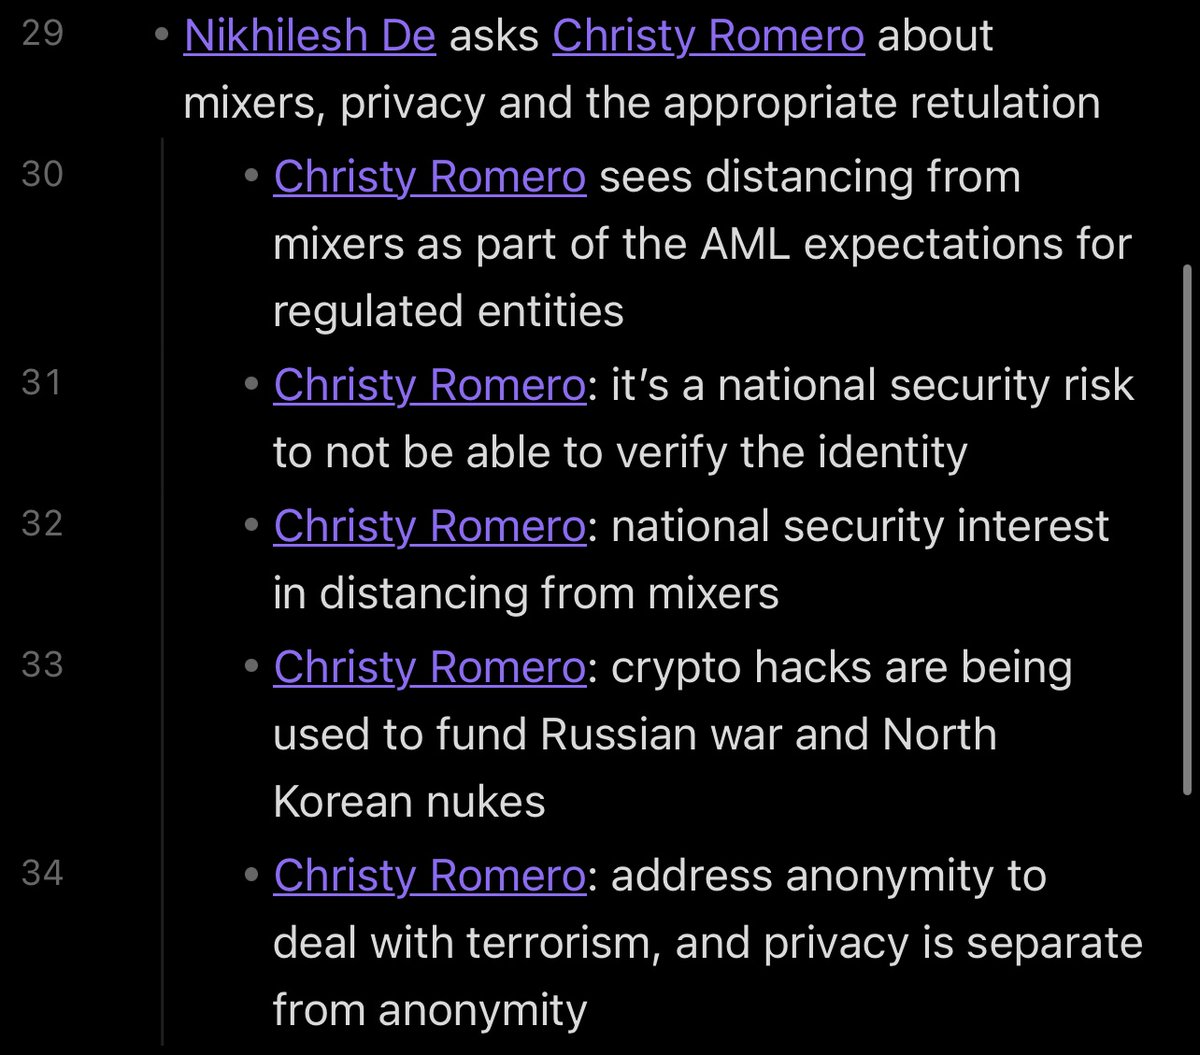 29 • Nikhilesh De asks Christy Romero about
mixers, privacy and the appropriate retulation
30 • Christy Romero sees distancing from
mixers as part of the AML expectations for
regulated entities
31 • Christy Romero: it’s a national security risk
to not be able to verify the identity
32 • Christy Romero: national security interest
in distancing from mixers
33 • Christy Romero: crypto hacks are being
used to fund Russian war and North
Korean nukes
34 • Christy Romero: address anonymity to
deal with terrorism, and privacy is separate
from anonymity